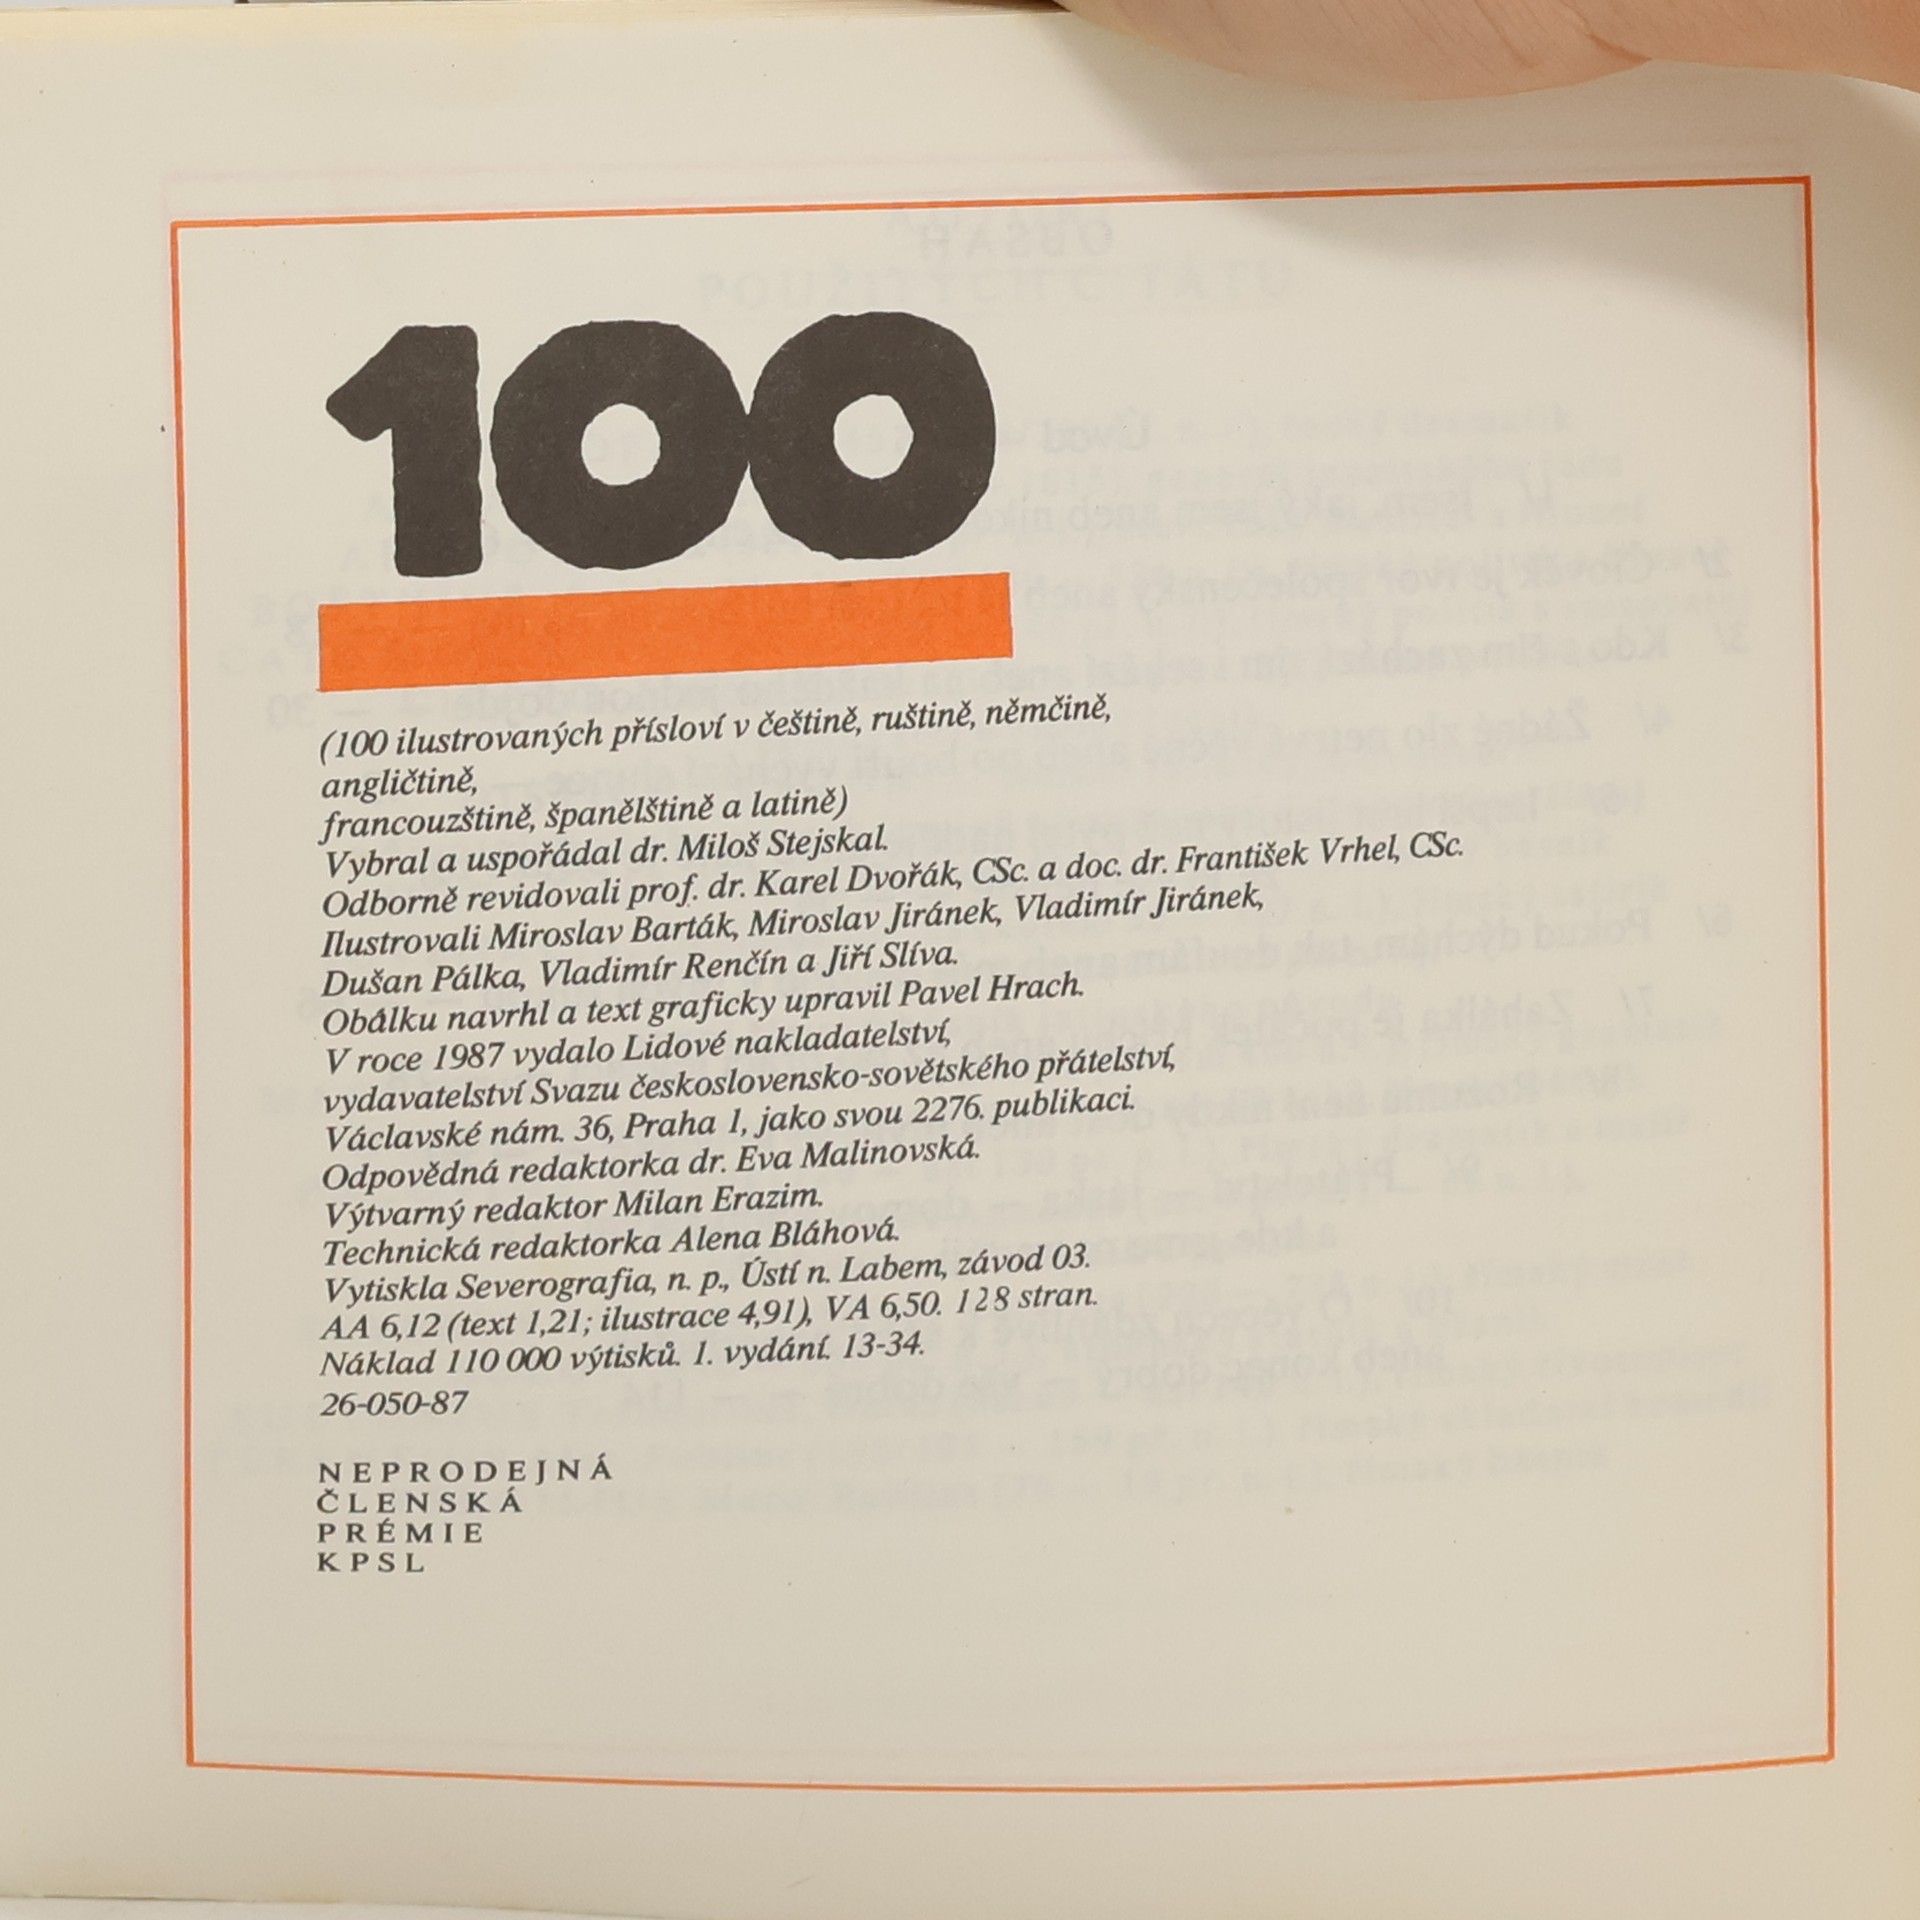 100
(100 ilustrovaných přísloví v češtině, ruštině, němčině,
angličtině,
francouzštině, španělštině a latině)
Vybral a uspořádal dr. Miloš Stejskal.
Odborně revidovali prof. dr. Karel Dvořák, CSc. a doc. dr. František Vrhel, CSc.
Ilustrovali Miroslav Barták, Miroslav Jiránek, Vladimír Jiránek,
Dušan Pálka, Vladimír Renčín a Jiří Slíva.
Obálku navrhl a text graficky upravil Pavel Hrach.
V roce 1987 vydalo Lidové nakladatelství,
vydavatelství Svazu československo-sovětského přátelství,
Václavské nám. 36, Praha 1, jako svou 2276. publikaci.
Odpovědná redaktorka dr. Eva Malinovská.
Výtvarný redaktor Milan Erazim.
Technická redaktorka Alena Bláhová.
Vytiskla Severografia, n. p., Ústí n. Labem, závod 03.
AA 6,12 (text 1,21; ilustrace 4,91), VA 6,50. 128 stran.
Náklad 110 000 výtisků. 1. vydání. 13-34.
26-050-87
NEPRODEJNÁ
ČLENSKÁ
PRÉMIE
KPSL